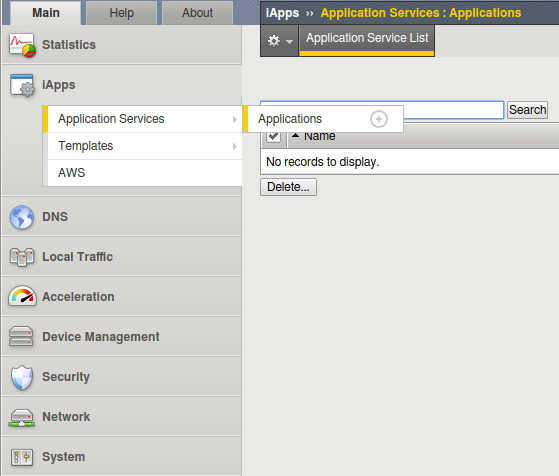 Main Help About
Statistics
iApps
Application Services
Templates
AWS
DNS
Local Traffic
Acceleration
Device Management
Security
Network
System
iApps ›› Application Services : Applications
Application Service List
Applications
Search
Name
No records to display.
Delete...